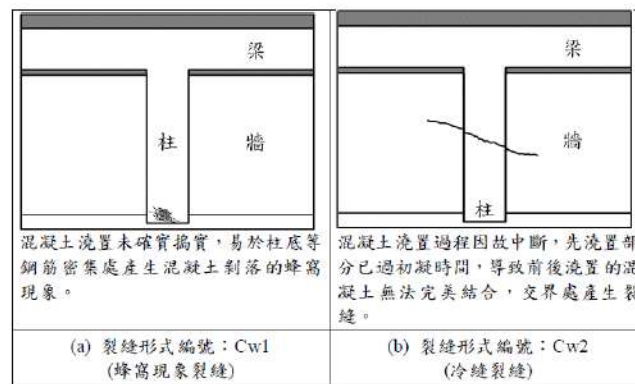 梁
柱
牆
混凝土澆置未確實搗實，易於柱底等
鋼筋密集處產生混凝土剝落的蜂窩
現象。
(a) 裂縫形式編號：Cw1
(蜂窩現象裂縫)
梁
牆
柱
混凝土澆置過程因故中斷，先澆置部
分已過初凝時間，導致前後澆置的混
凝土無法完美結合，交界處產生裂
縫。
(b) 裂縫形式編號：Cw2
(冷縫裂縫)